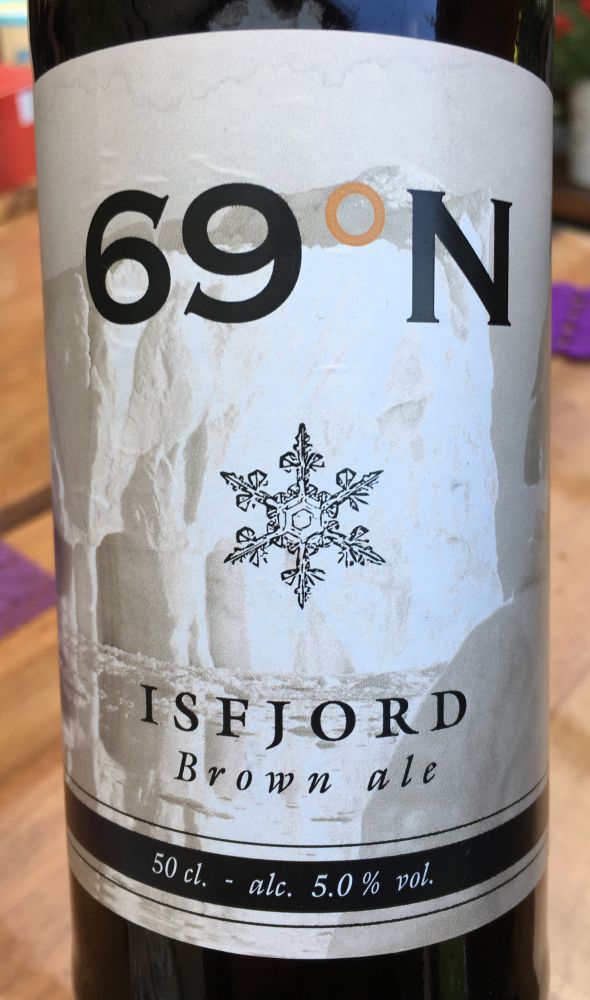 69°N
ISFJORD
Brown ale
50 cl. - alc. 5.0 % vol.